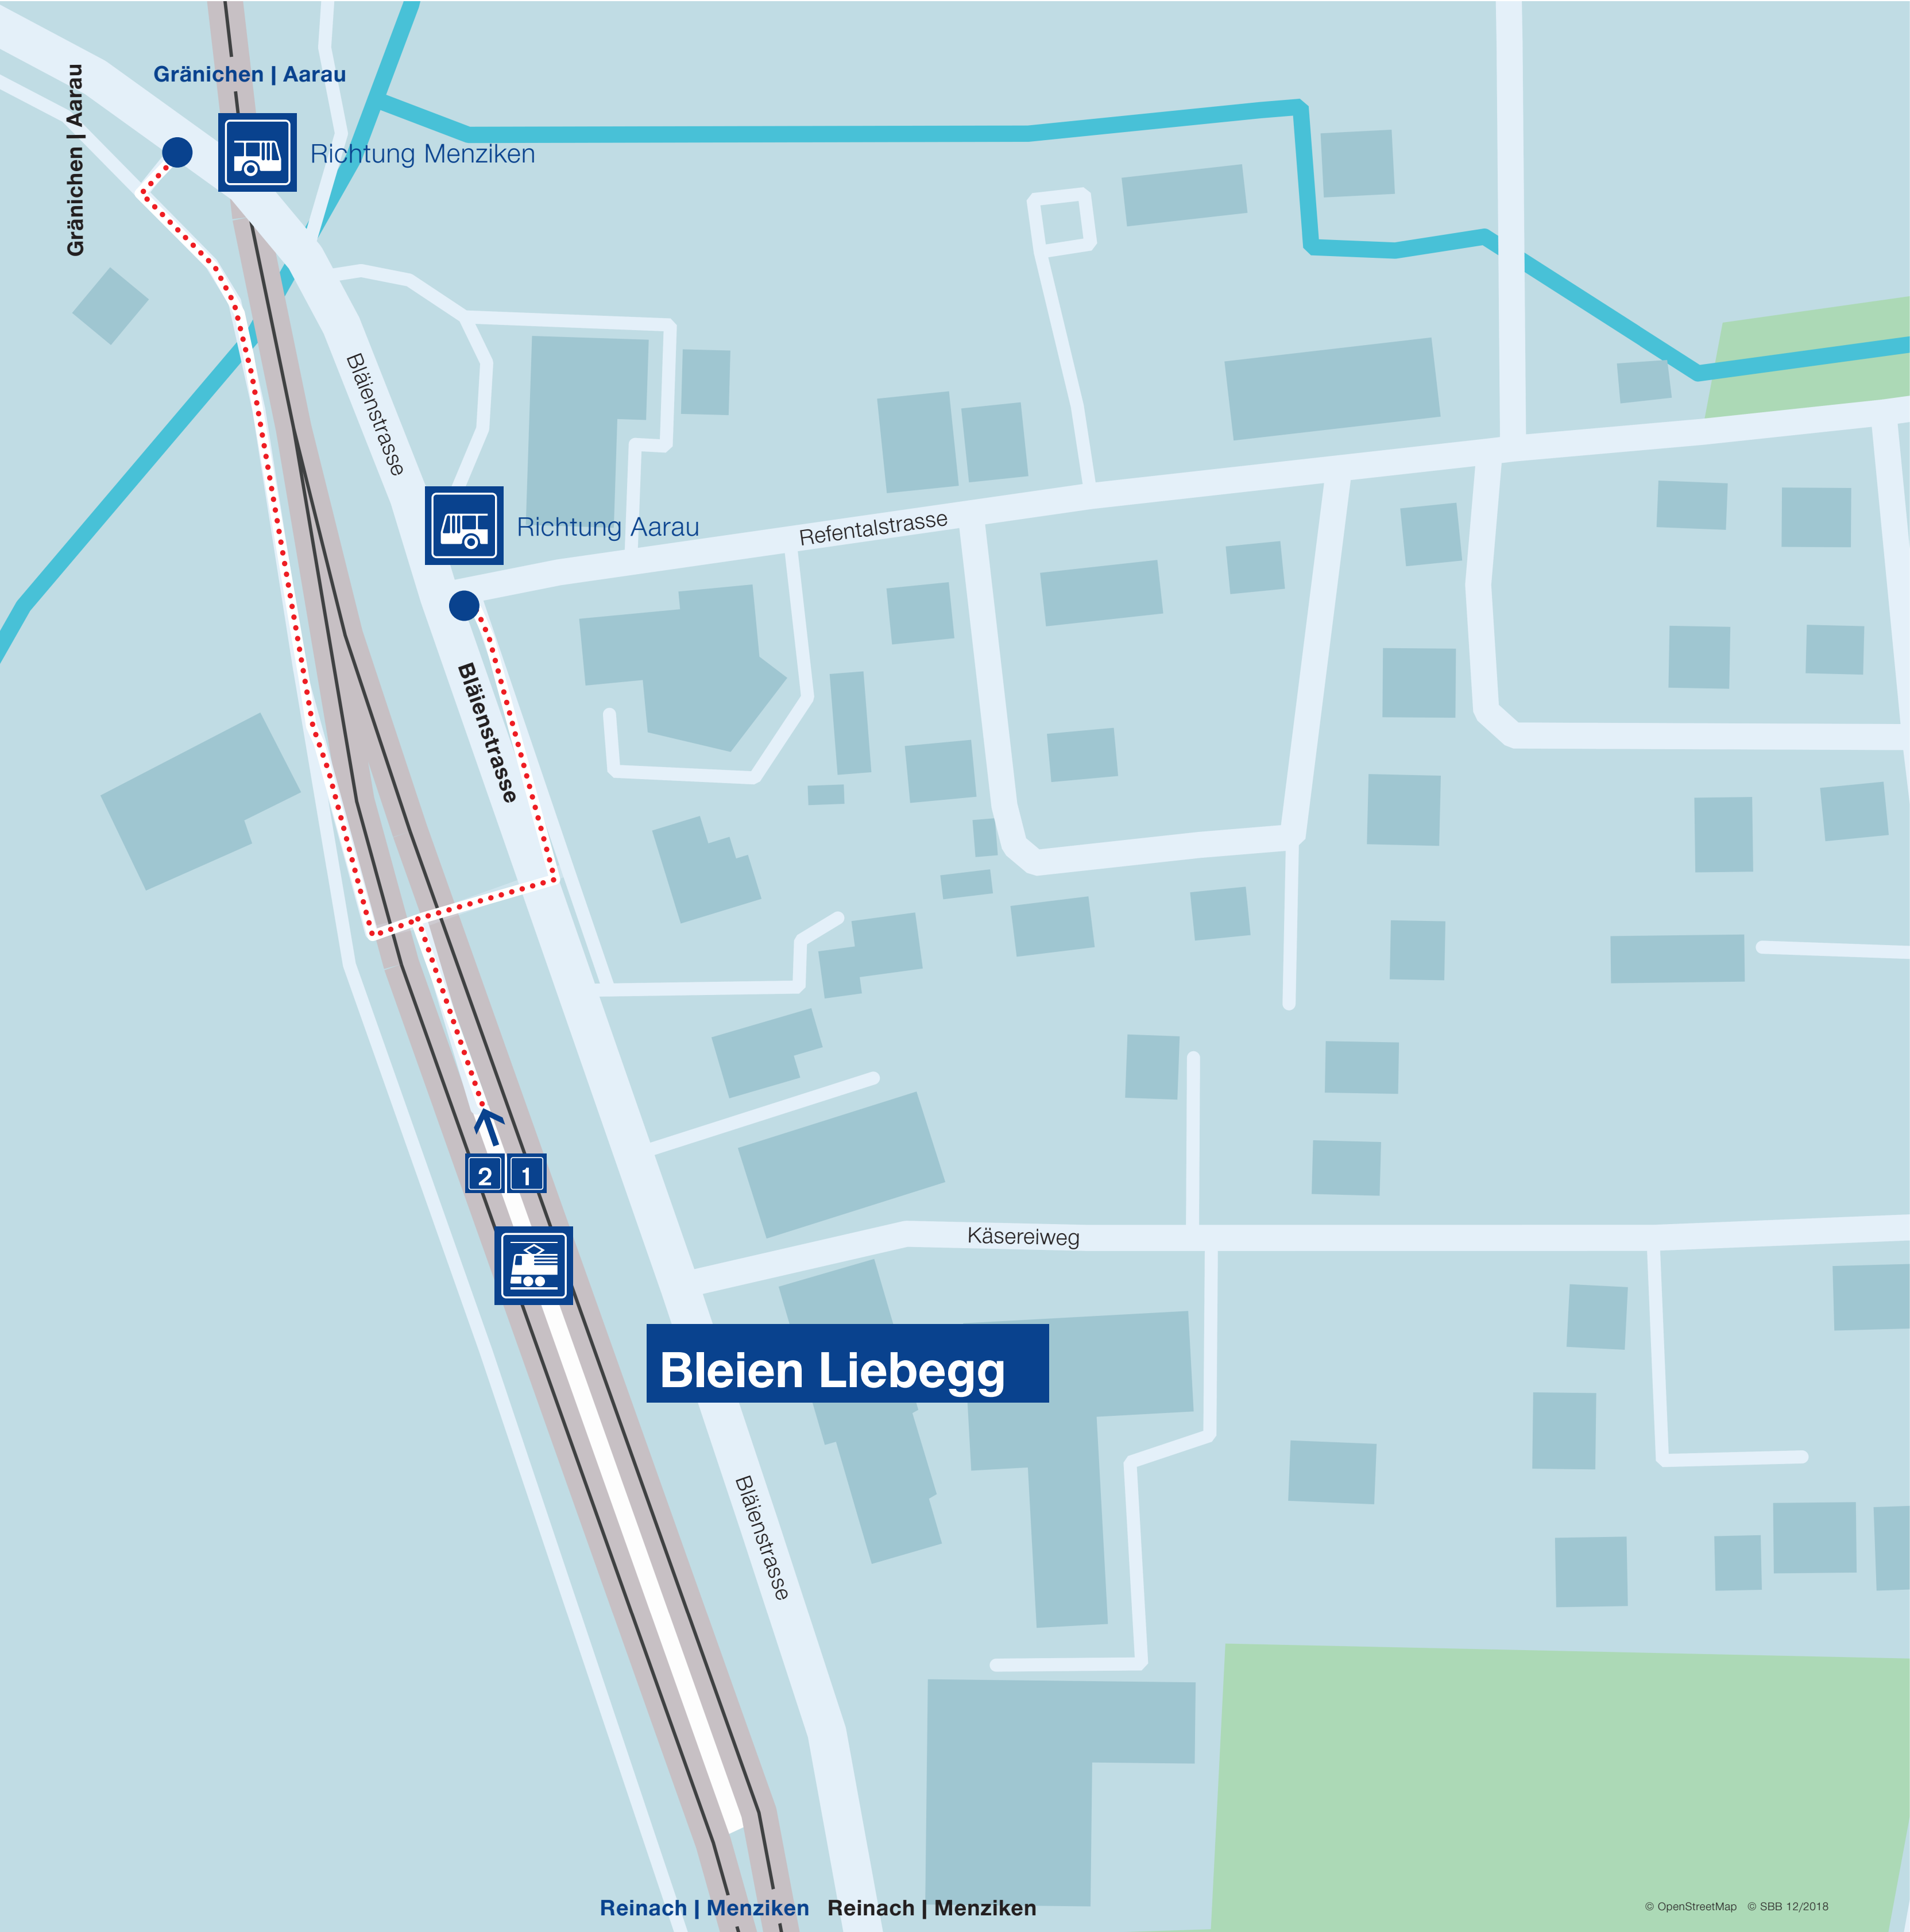 Gränichen | Aarau
Gränichen | Aarau
Richtung Menziken
Bläienstrasse
Richtung Aarau
Refentalstrasse
Bläienstrasse
2 1
Käsereiweg
Bleien Liebegg
Bläienstrasse
Reinach | Menziken Reinach | Menziken
© OpenStreetMap © SBB 12/2018